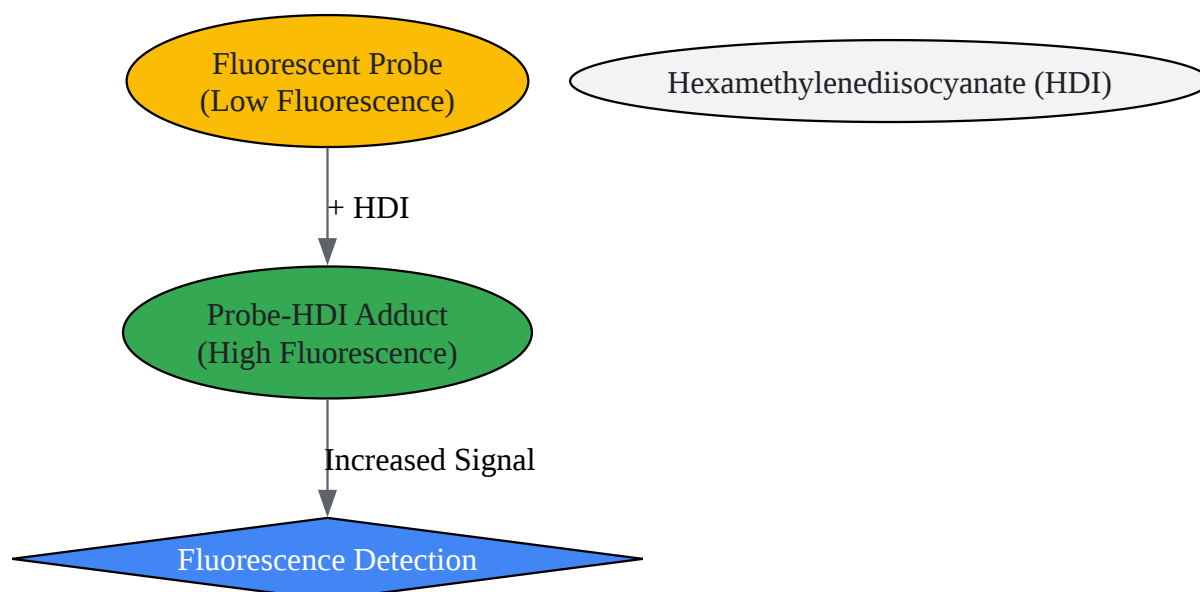 Fluorescent Probe
(Low Fluorescence)
Hexamethylenediisocyanate (HDI)
+ HDI
Probe-HDI Adduct
(High Fluorescence)
Increased Signal
Fluorescence Detection